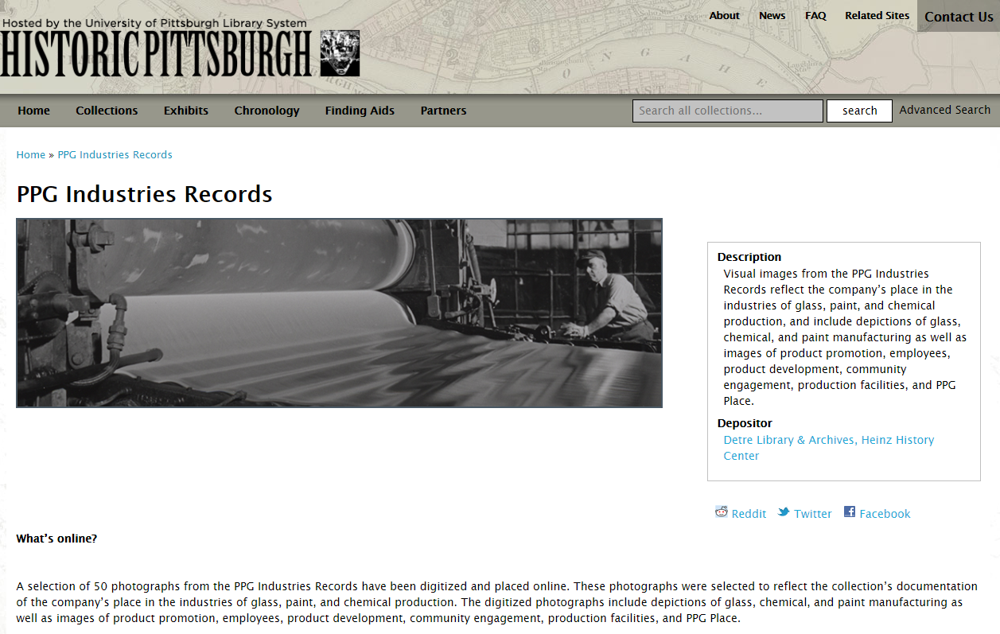 Hosted by the University of Pittsburgh Library System
HISTORIC PITTSBURGH
About News FAQ Related Sites Contact Us
Home Collections Exhibits Chronology Finding Aids Partners
Search all collections... search Advanced Search
Home » PPG Industries Records
PPG Industries Records
Description
Visual images from the PPG Industries
Records reflect the company's place in the
industries of glass, paint, and chemical
production, and include depictions of glass,
chemical, and paint manufacturing as well as
images of product promotion, employees,
product development, community
engagement, production facilities, and PPG
Place.
Depositor
Detre Library & Archives, Heinz History
Center
Reddit Twitter Facebook
What's online?
A selection of 50 photographs from the PPG Industries Records have been digitized and placed online. These photographs were selected to reflect the collection's documentation
of the company's place in the industries of glass, paint, and chemical production. The digitized photographs include depictions of glass, chemical, and paint manufacturing as
well as images of product promotion, employees, product development, community engagement, production facilities, and PPG Place.